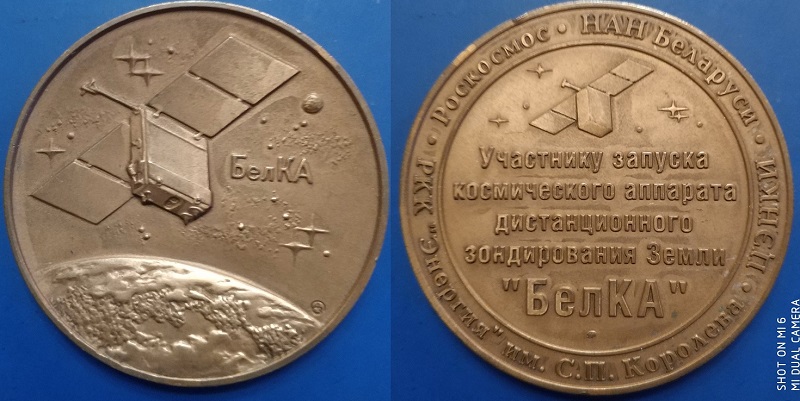 БелКА
РКК "Энергия" им. С.П. Королева · Роскосмос · НАН Беларуси · ЦНИИМАШ
Участнику запуска
космического аппарата
дистанционного
зондирования Земли
"БелКА"
SHOT ON MI 6
MI DUAL CAMERA